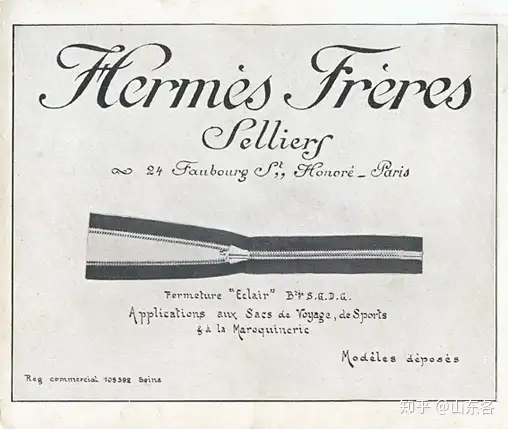 Hermès Frères
Selliers
24 Faubourg St, Honoré - Paris
Fermeture "Eclair" Bté S.G.D.G.
Applications aux Sacs de Voyage, de Sports
& à la Maroquinerie
Modèles déposés
Reg commercial 105592 Seine
知乎 @山东客